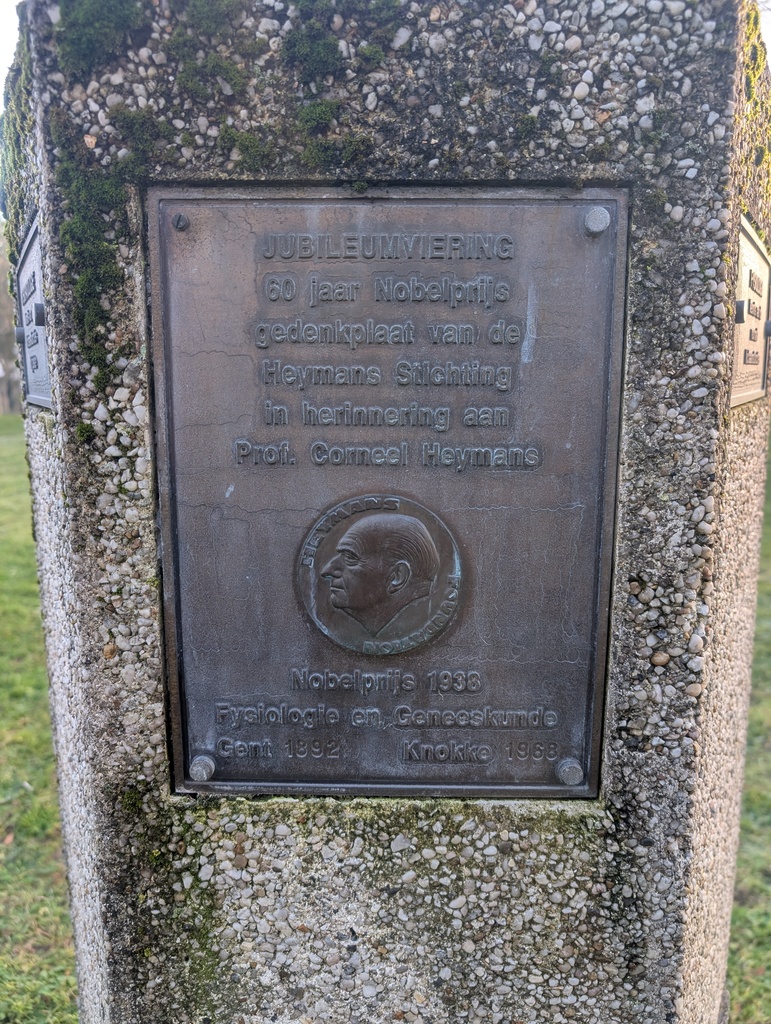 JUBILEUMVIERING
60 jaar Nobelprijs
gedenkplaat van de
Heymans Stichting
in herinnering aan
Prof. Corneel Heymans
HEYMANS
Nobelprijs 1938
Fysiologie en Geneeskunde
Gent 1892 Knokke 1968